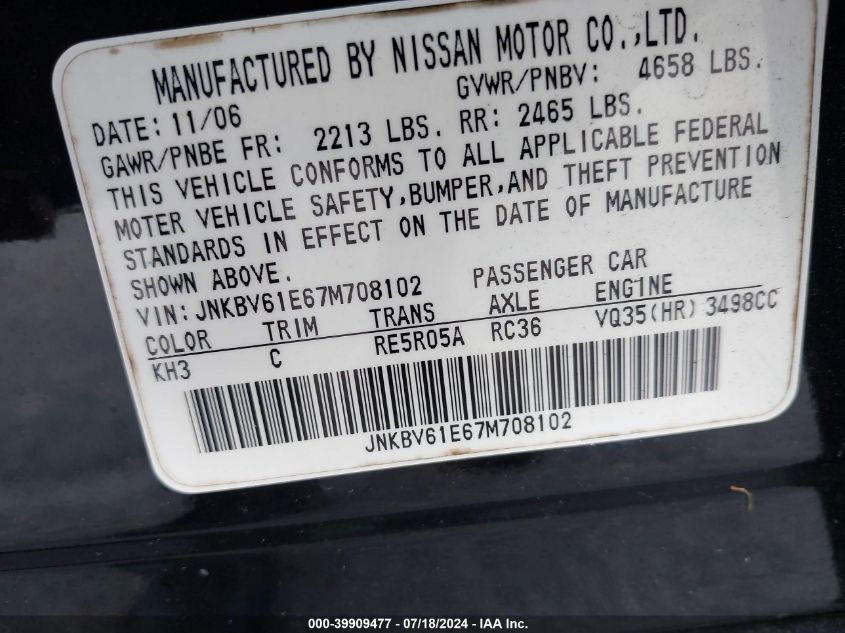 MANUFACTURED BY NISSAN MOTOR CO.,LTD.
DATE: 11/06 GVWR/PNBV: 4658 LBS.
GAWR/PNBE FR: 2213 LBS. RR: 2465 LBS.
THIS VEHICLE CONFORMS TO ALL APPLICABLE FEDERAL
MOTER VEHICLE SAFETY,BUMPER,AND THEFT PREVENTION
STANDARDS IN EFFECT ON THE DATE OF MANUFACTURE
SHOWN ABOVE.
VIN: JNKBV61E67M708102 PASSENGER CAR
COLOR TRIM TRANS AXLE ENGINE
KH3 C RE5R05A RC36 VQ35(HR) 3498CC
JNKBV61E67M708102
000-39909477 - 07/18/2024 - IAAI USA Inc.